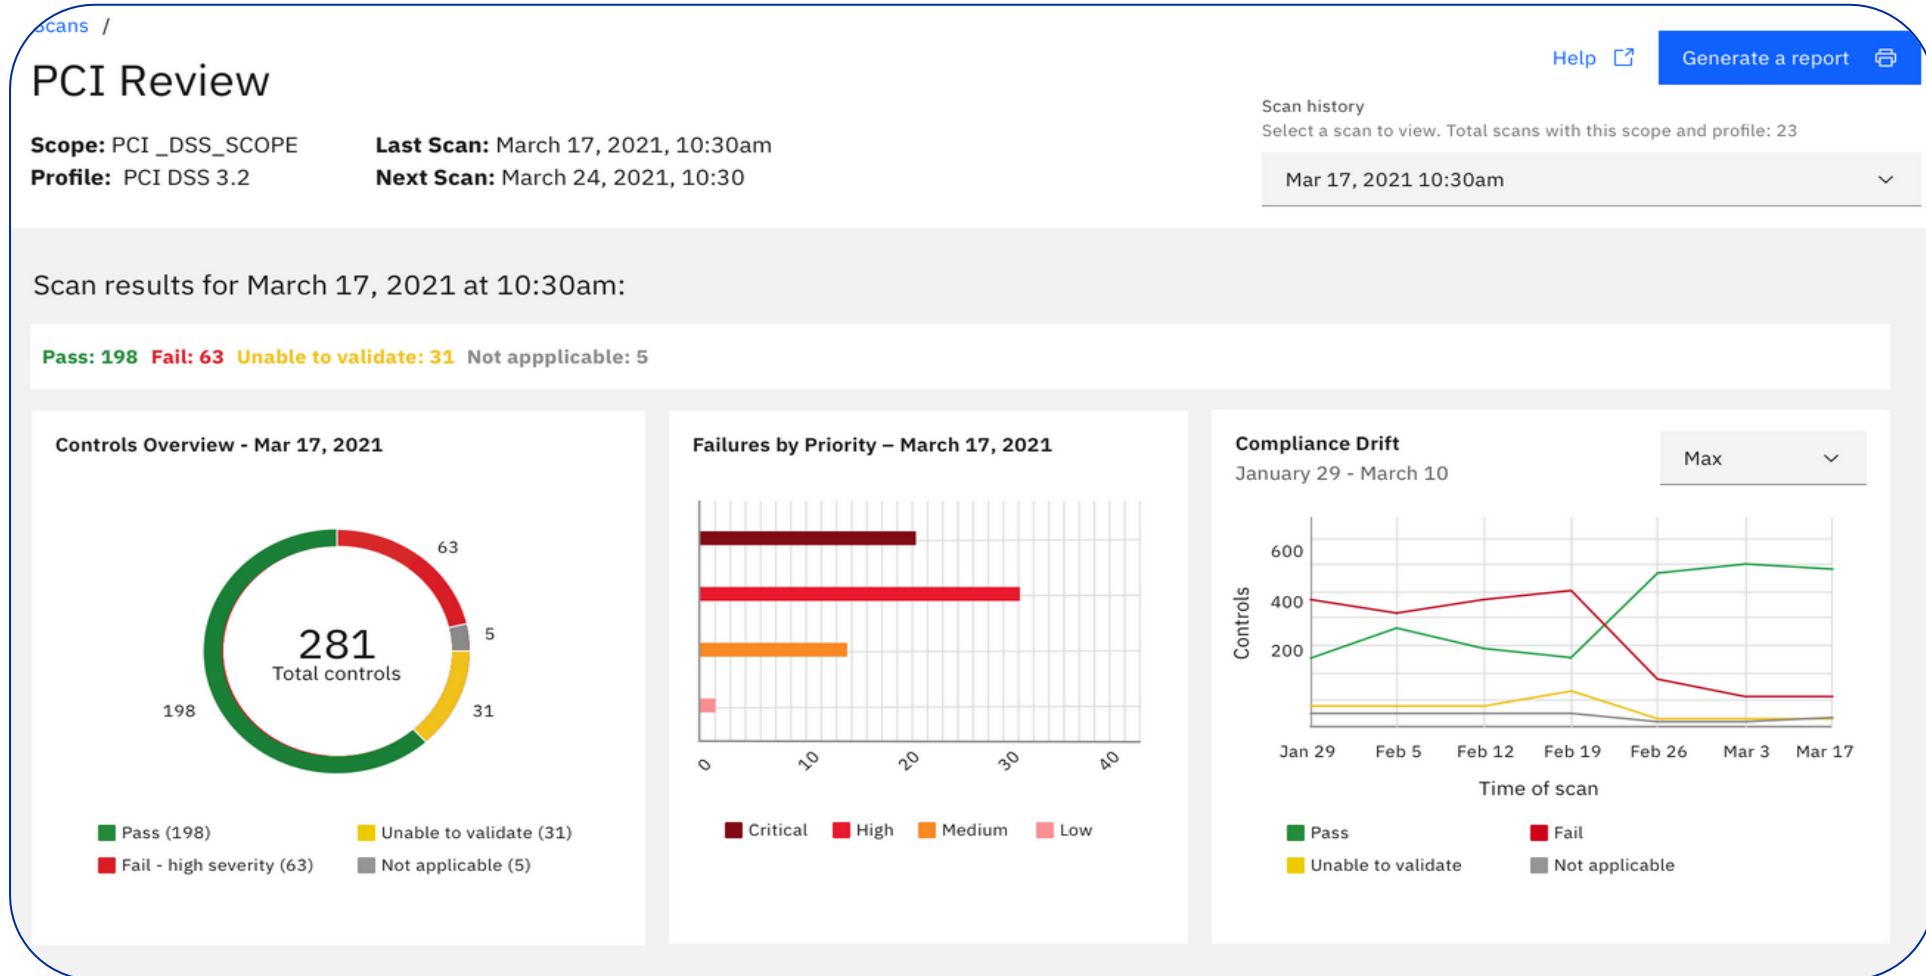 Scans /
PCI Review
Help
Generate a report
Scope: PCI _DSS_SCOPE
Profile: PCI DSS 3.2
Last Scan: March 17, 2021, 10:30am
Next Scan: March 24, 2021, 10:30
Scan history
Select a scan to view. Total scans with this scope and profile: 23
Mar 17, 2021 10:30am
Scan results for March 17, 2021 at 10:30am:
Pass: 198 Fail: 63 Unable to validate: 31 Not appplicable: 5
Controls Overview - Mar 17, 2021
63
5
281
Total controls
198
31
Pass (198)
Unable to validate (31)
Fail - high severity (63)
Not applicable (5)
Failures by Priority – March 17, 2021
0 10 20 30 40
Critical High Medium Low
Compliance Drift
January 29 - March 10
Max
600
400
200
Controls
Jan 29 Feb 5 Feb 12 Feb 19 Feb 26 Mar 3 Mar 17
Time of scan
Pass
Fail
Unable to validate
Not applicable